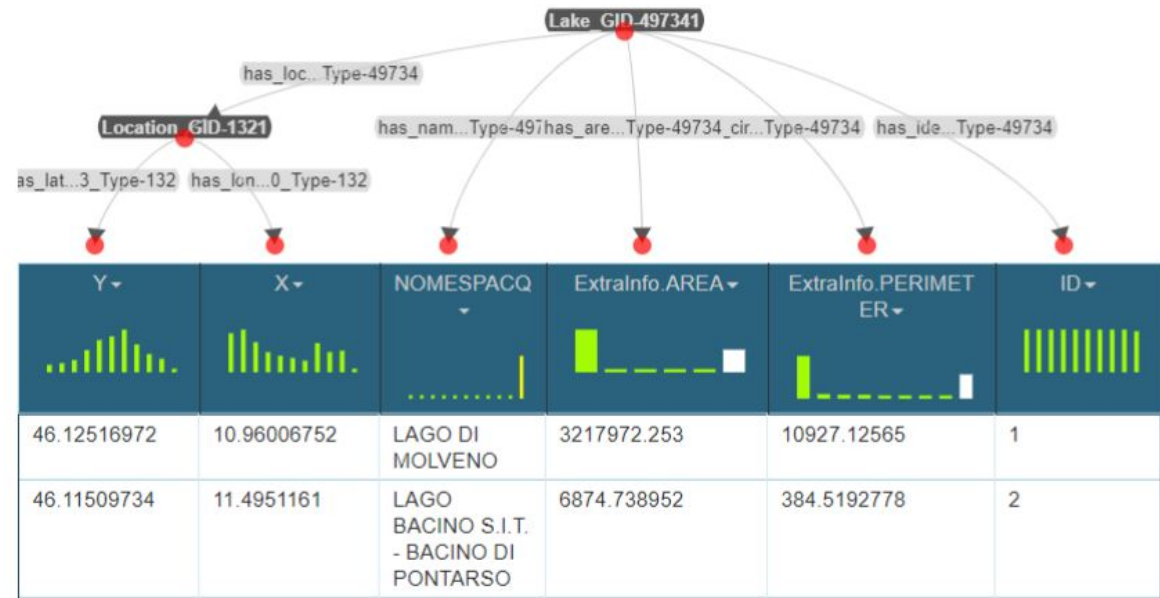 Lake_GID-497341
has_loc...Type-49734
Location_GID-1321
has_nam...Type-497
has_are...Type-49734_cir...Type-49734
has_ide...Type-49734
as_lat...3_Type-132
has_lon...0_Type-132
Y
X
NOMESPACQ
ExtraInfo.AREA
ExtraInfo.PERIMET
ER
ID
46.12516972
10.96006752
LAGO DI
MOLVENO
3217972.253
10927.12565
1
46.11509734
11.4951161
LAGO
BACINO S.I.T.
- BACINO DI
PONTARSO
6874.738952
384.5192778
2